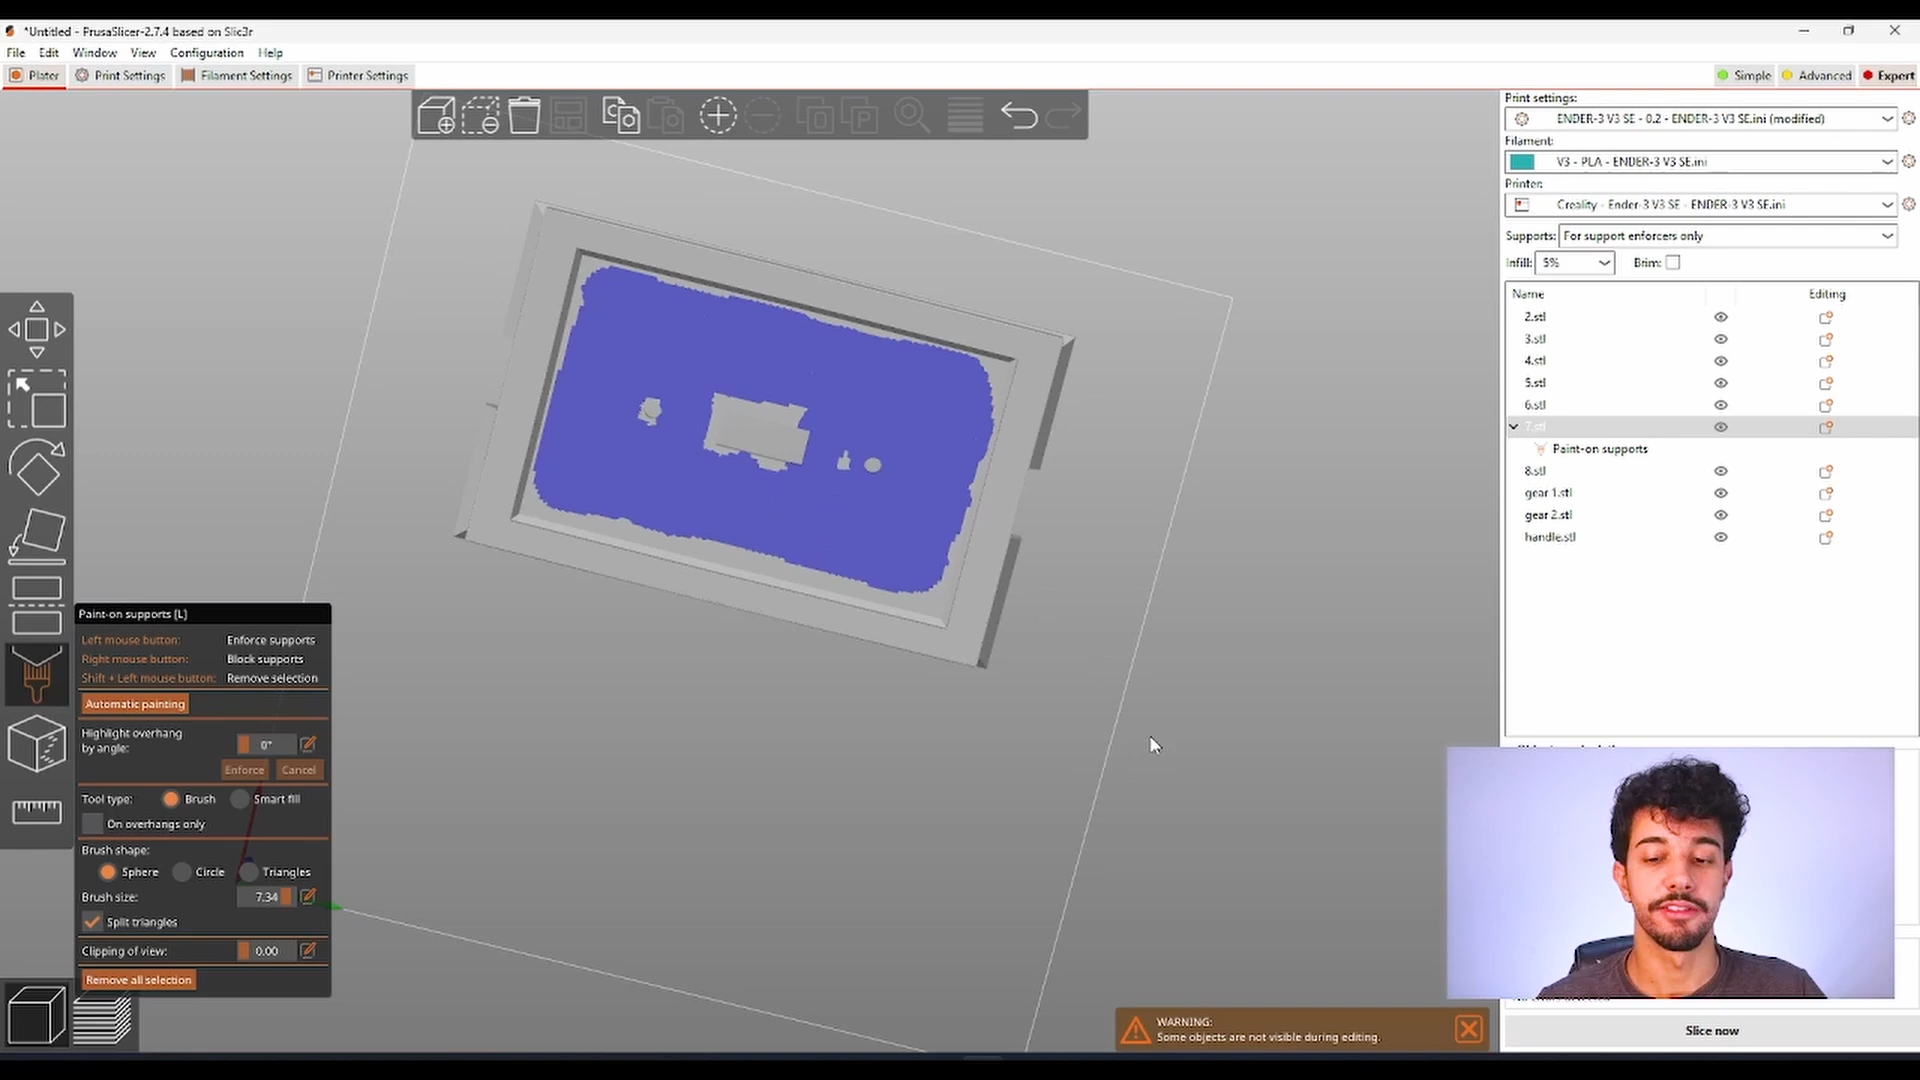 *Untitled - PrusaSlicer-2.7.4 based on Slic3r
File Edit Window View Configuration Help
Plater Print Settings Filament Settings Printer Settings
Simple Advanced Expert
Print settings:
ENDER-3 V3 SE - 0.2 - ENDER-3 V3 SE.ini (modified)
Filament:
V3 - PLA - ENDER-3 V3 SE.ini
Printer:
Creality - Ender-3 V3 SE - ENDER-3 V3 SE.ini
Supports: For support enforcers only
Infill: 5% Brim:
Name Editing
2.stl
3.stl
4.stl
5.stl
6.stl
7.stl
Paint-on supports
8.stl
gear 1.stl
gear 2.stl
handle.stl
Paint-on supports [L]
Left mouse button: Enforce supports
Right mouse button: Block supports
Shift + Left mouse button: Remove selection
Automatic painting
Highlight overhang
by angle: 0°
Enforce Cancel
Tool type: Brush Smart fill
On overhangs only
Brush shape:
Sphere Circle Triangles
Brush size: 7.34
Split triangles
Clipping of view: 0.00
Remove all selection
WARNING:
Some objects are not visible during editing.
Slice now